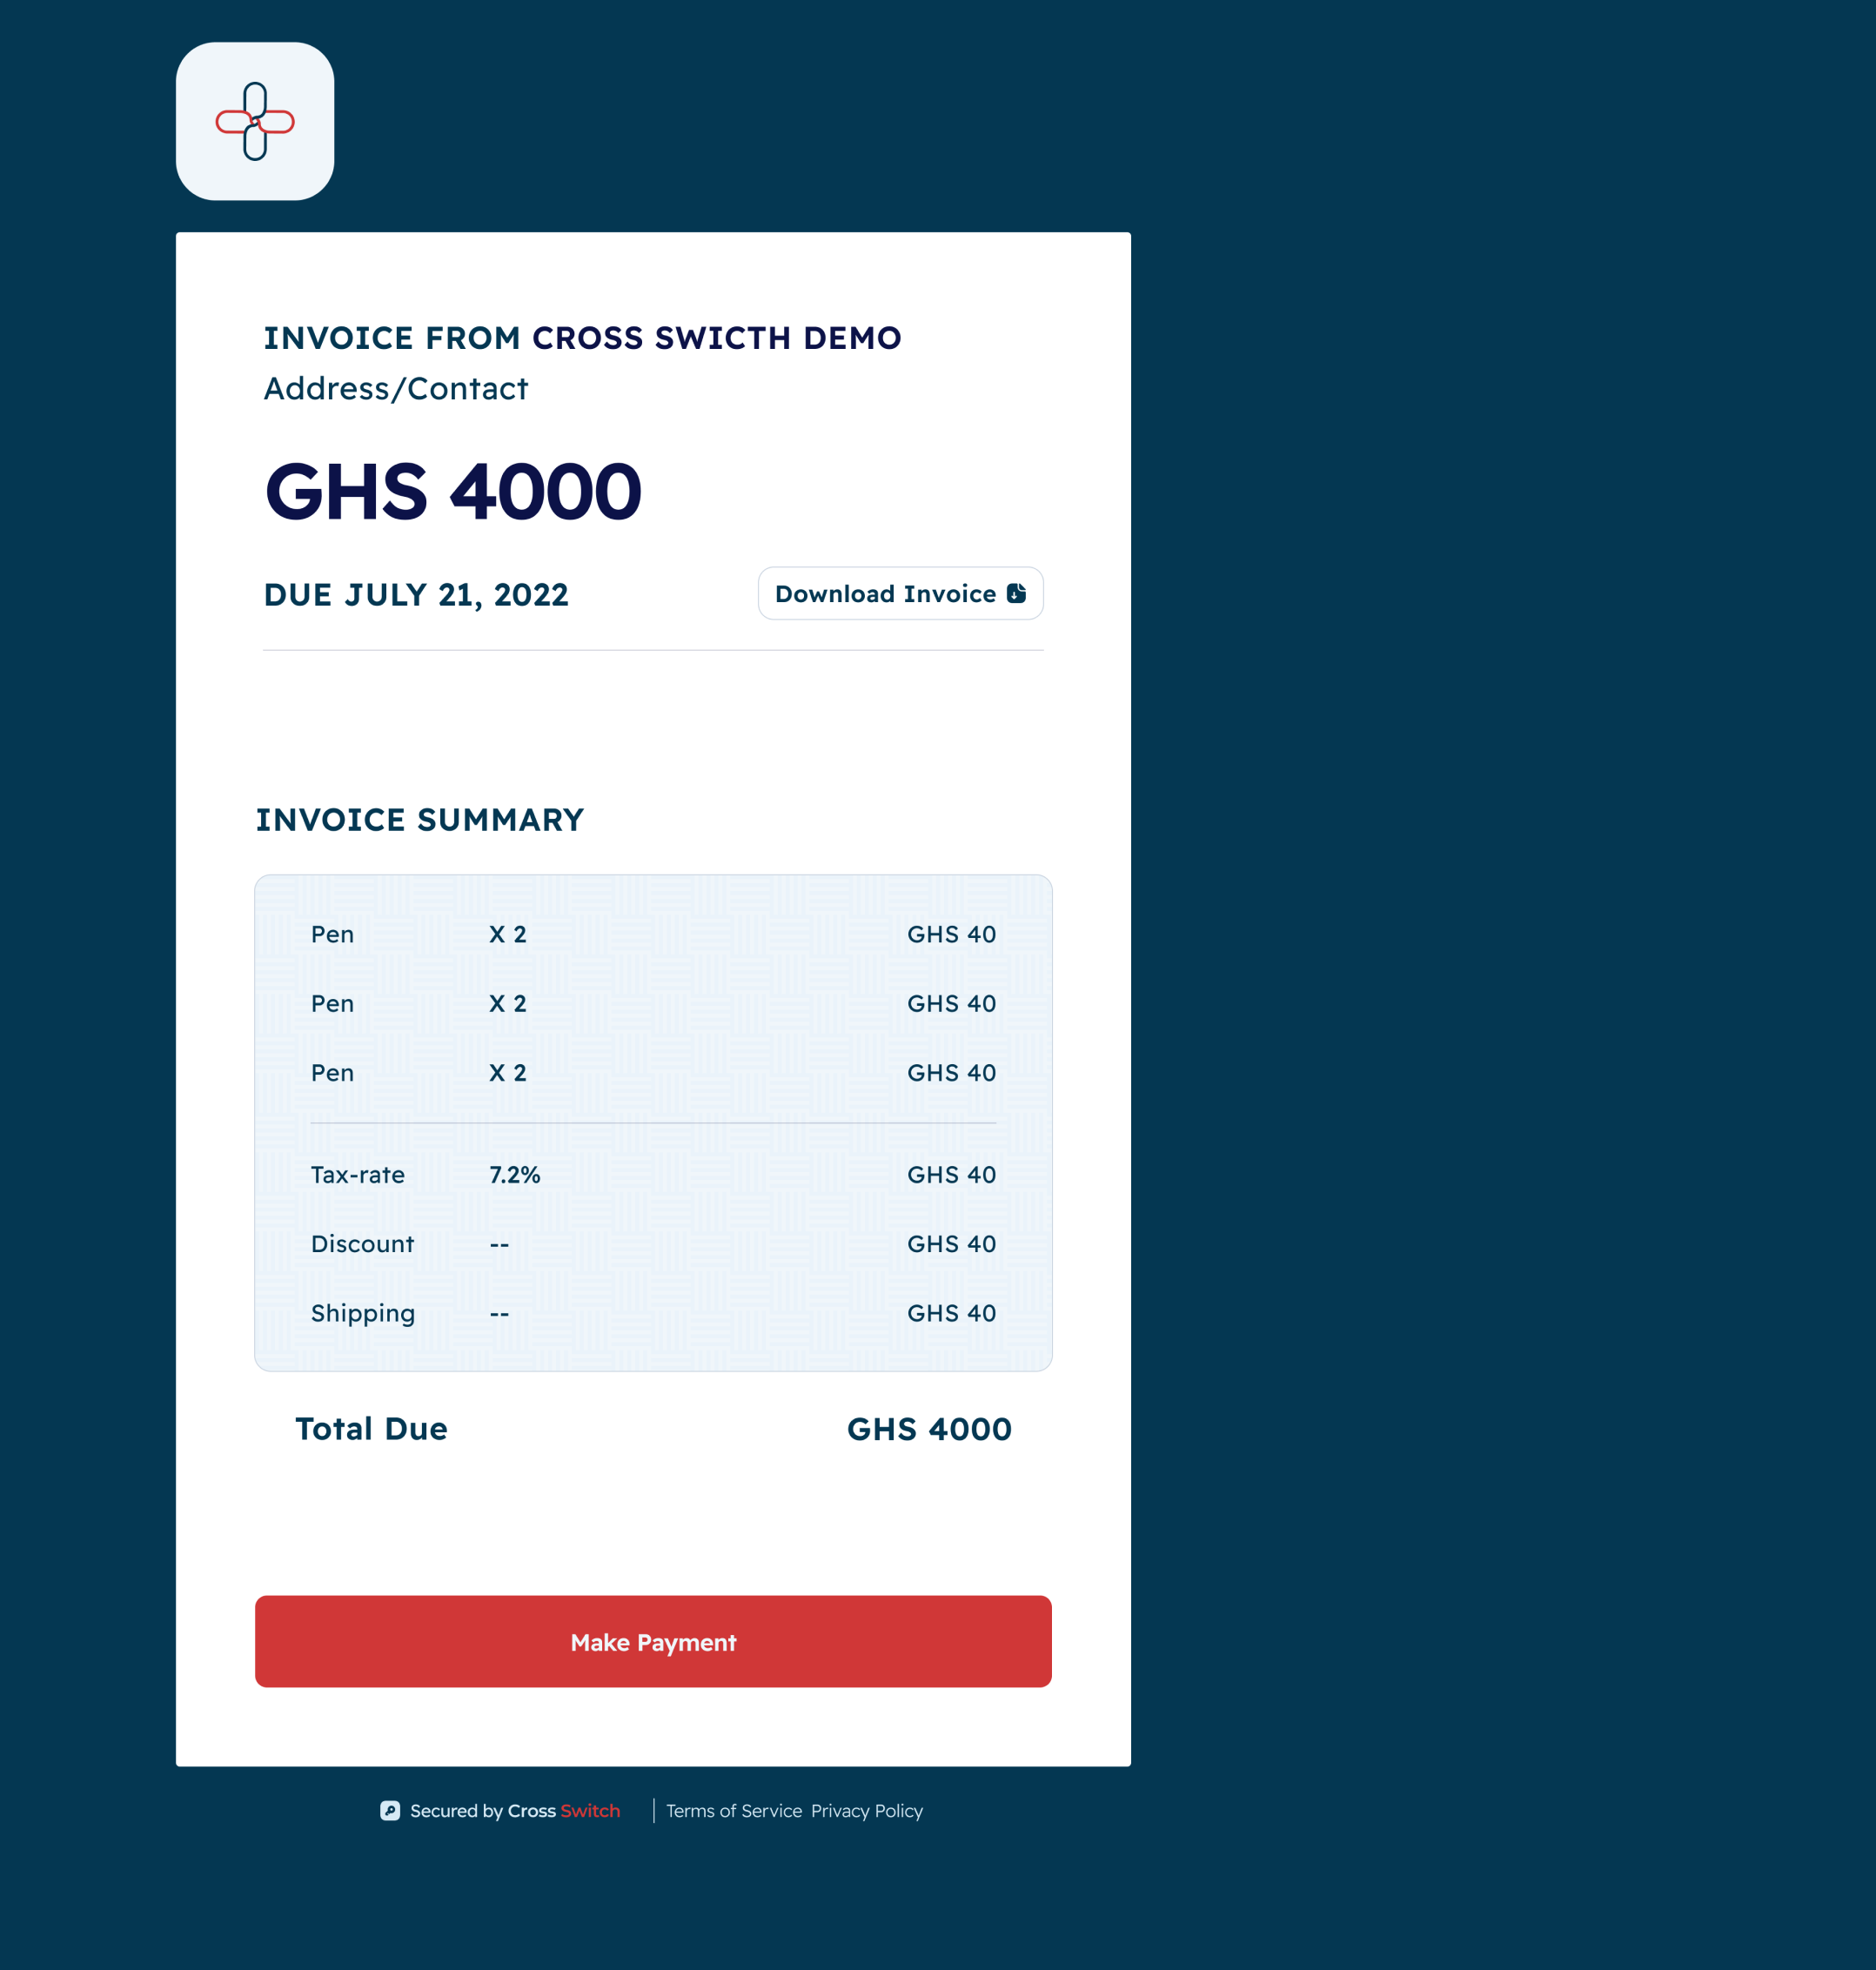 INVOICE FROM CROSS SWICTH DEMO
Address/Contact
GHS 4000
DUE JULY 21, 2022
Download Invoice
INVOICE SUMMARY
Pen X 2 GHS 40
Pen X 2 GHS 40
Pen X 2 GHS 40
Tax-rate 7.2% GHS 40
Discount -- GHS 40
Shipping -- GHS 40
Total Due GHS 4000
Make Payment
Secured by Cross Switch Terms of Service Privacy Policy